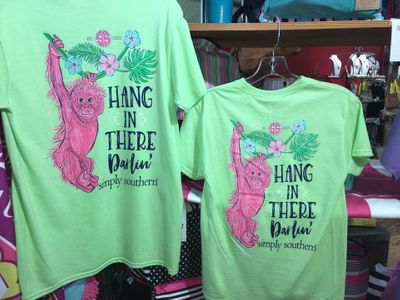 HANG
IN
THERE
Darlin'
simply southern
HANG
IN
THERE
Darlin'
simply southern